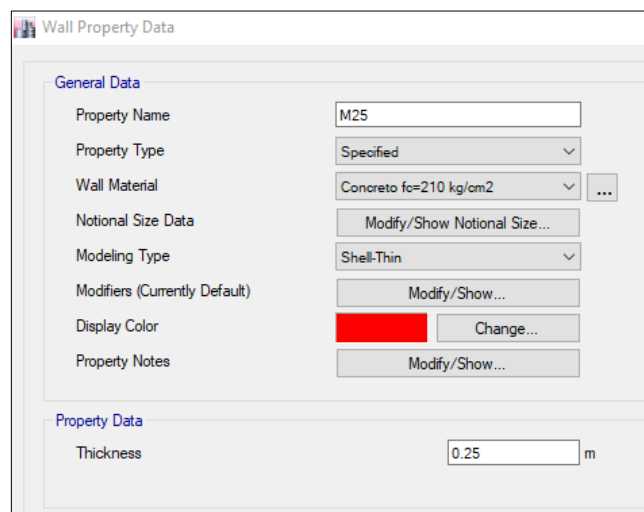 Wall Property Data
General Data
Property Name M25
Property Type Specified
Wall Material Concreto fc=210 kg/cm2 ...
Notional Size Data Modify/Show Notional Size...
Modeling Type Shell-Thin
Modifiers (Currently Default) Modify/Show...
Display Color Change...
Property Notes Modify/Show...
Property Data
Thickness 0.25 m